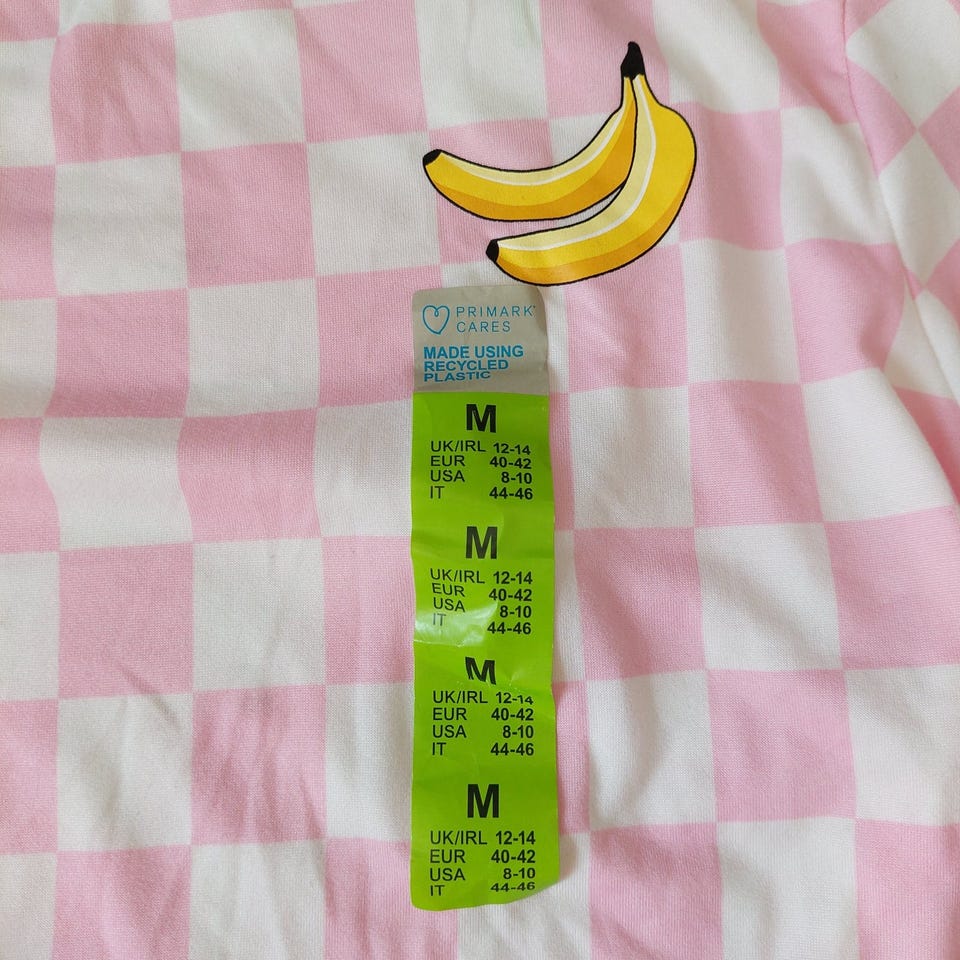 PRIMARK
CARES
MADE USING
RECYCLED
PLASTIC
M
UK/IRL 12-14
EUR 40-42
USA 8-10
IT 44-46
M
UK/IRL 12-14
EUR 40-42
USA 8-10
IT 44-46
M
UK/IRL 12-14
EUR 40-42
USA 8-10
IT 44-46
M
UK/IRL 12-14
EUR 40-42
USA 8-10
IT 44-46